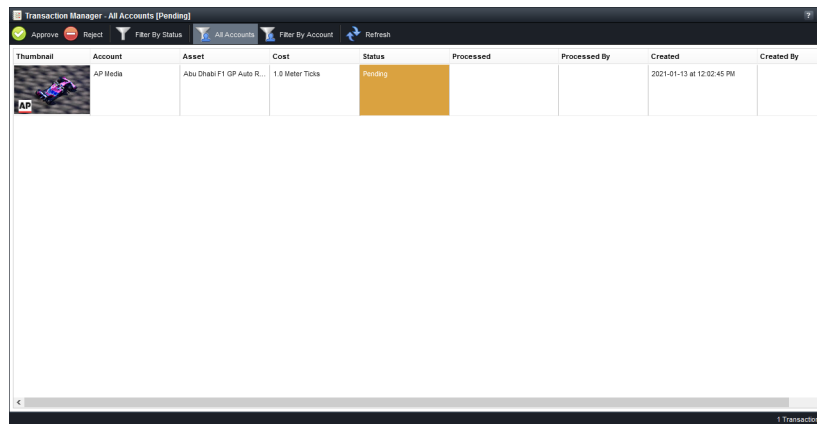 Transaction Manager - All Accounts [Pending]
?
Approve Reject Filter By Status All Accounts Filter By Account Refresh
Thumbnail Account Asset Cost Status Processed Processed By Created Created By
AP Media Abu Dhabi F1 GP Auto R... 1.0 Meter Ticks Pending 2021-01-13 at 12:02:45 PM
AP
1 Transaction